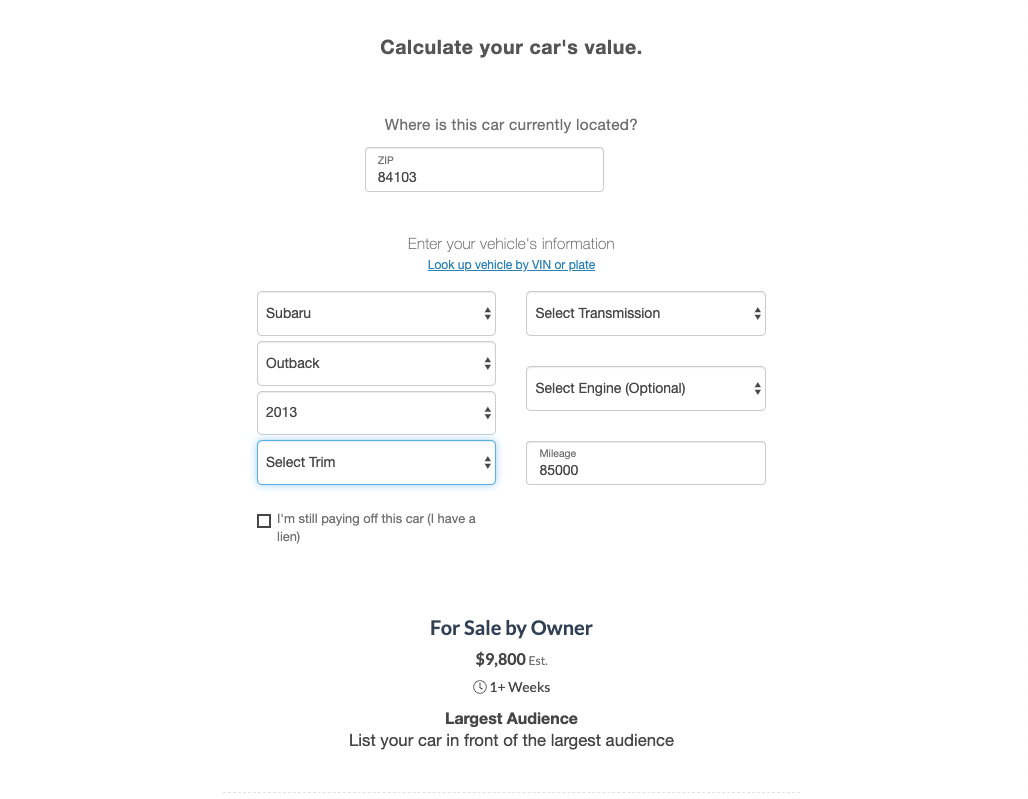 Calculate your car's value.
Where is this car currently located?
ZIP
84103
Enter your vehicle's information
Look up vehicle by VIN or plate
Subaru
Select Transmission
Outback
Select Engine (Optional)
2013
Select Trim
Mileage
85000
I'm still paying off this car (I have a
lien)
For Sale by Owner
$9,800 Est.
1+ Weeks
Largest Audience
List your car in front of the largest audience